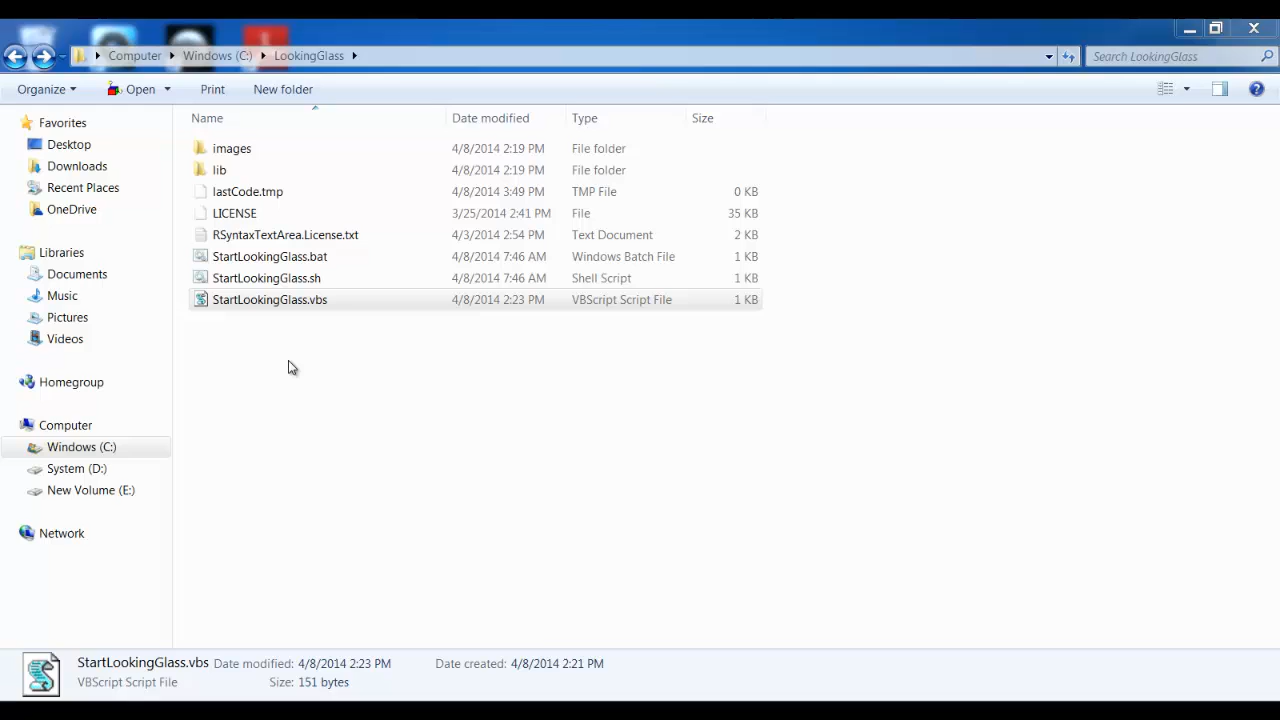 Computer Windows (C:) LookingGlass Search LookingGlass
Organize Open Print New folder
Name Date modified Type Size
Favorites
Desktop
Downloads
Recent Places
OneDrive
Libraries
Documents
Music
Pictures
Videos
Homegroup
Computer
Windows (C:)
System (D:)
New Volume (E:)
Network
images 4/8/2014 2:19 PM File folder
lib 4/8/2014 2:19 PM File folder
lastCode.tmp 4/8/2014 3:49 PM TMP File 0 KB
LICENSE 3/25/2014 2:41 PM File 35 KB
RSyntaxTextArea.License.txt 4/3/2014 2:54 PM Text Document 2 KB
StartLookingGlass.bat 4/8/2014 7:46 AM Windows Batch File 1 KB
StartLookingGlass.sh 4/8/2014 7:46 AM Shell Script 1 KB
StartLookingGlass.vbs 4/8/2014 2:23 PM VBScript Script File 1 KB
StartLookingGlass.vbs Date modified: 4/8/2014 2:23 PM Date created: 4/8/2014 2:21 PM
VBScript Script File Size: 151 bytes